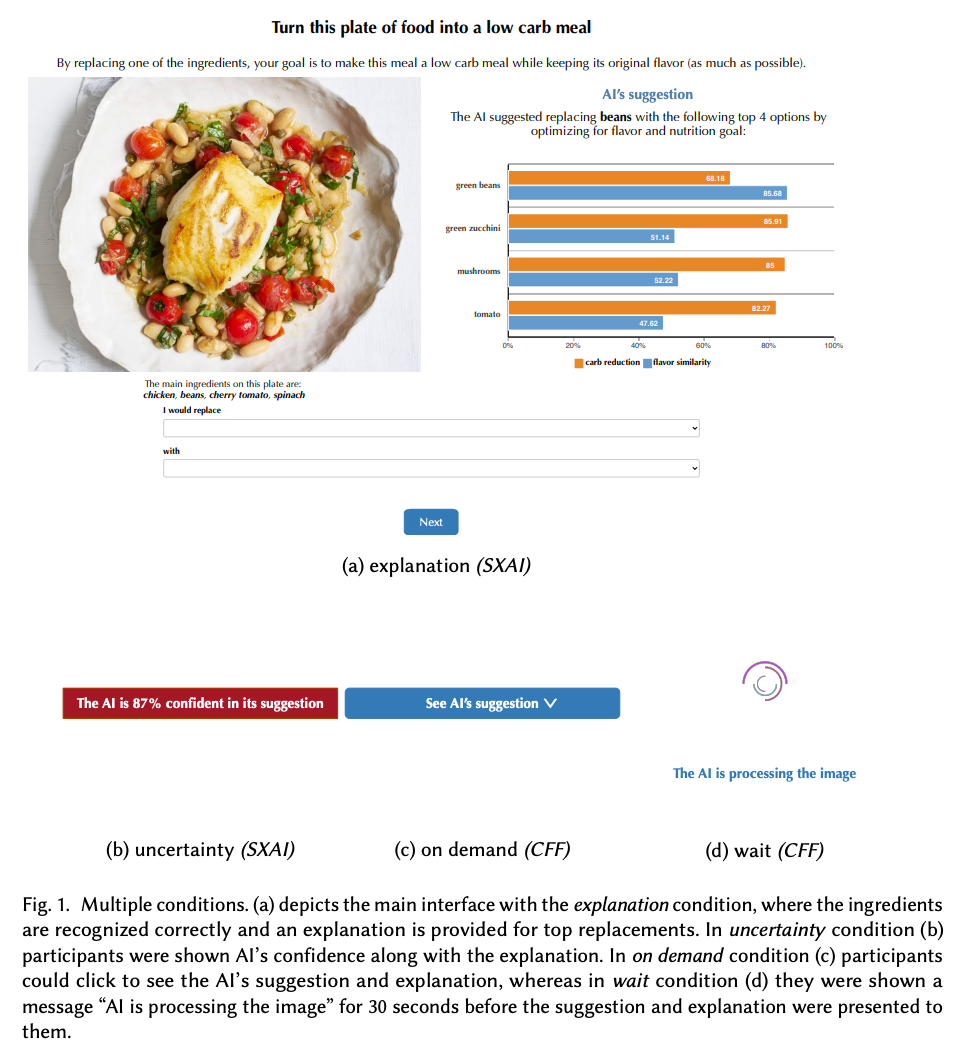 Turn this plate of food into a low carb meal
By replacing one of the ingredients, your goal is to make this meal a low carb meal while keeping its original flavor (as much as possible).
AI's suggestion
The AI suggested replacing beans with the following top 4 options by
optimizing for flavor and nutrition goal:
green beans
68.18
85.68
green zucchini
85.91
51.14
mushrooms
85
52.22
tomato
82.27
47.62
0% 20% 40% 60% 80% 100%
carb reduction flavor similarity
The main ingredients on this plate are:
chicken, beans, cherry tomato, spinach
I would replace
with
Next
(a) explanation (SXAI)
The AI is 87% confident in its suggestion
See AI's suggestion
The AI is processing the image
(b) uncertainty (SXAI)
(c) on demand (CFF)
(d) wait (CFF)
Fig. 1. Multiple conditions. (a) depicts the main interface with the explanation condition, where the ingredients
are recognized correctly and an explanation is provided for top replacements. In uncertainty condition (b)
participants were shown AI's confidence along with the explanation. In on demand condition (c) participants
could click to see the AI's suggestion and explanation, whereas in wait condition (d) they were shown a
message “AI is processing the image” for 30 seconds before the suggestion and explanation were presented to
them.